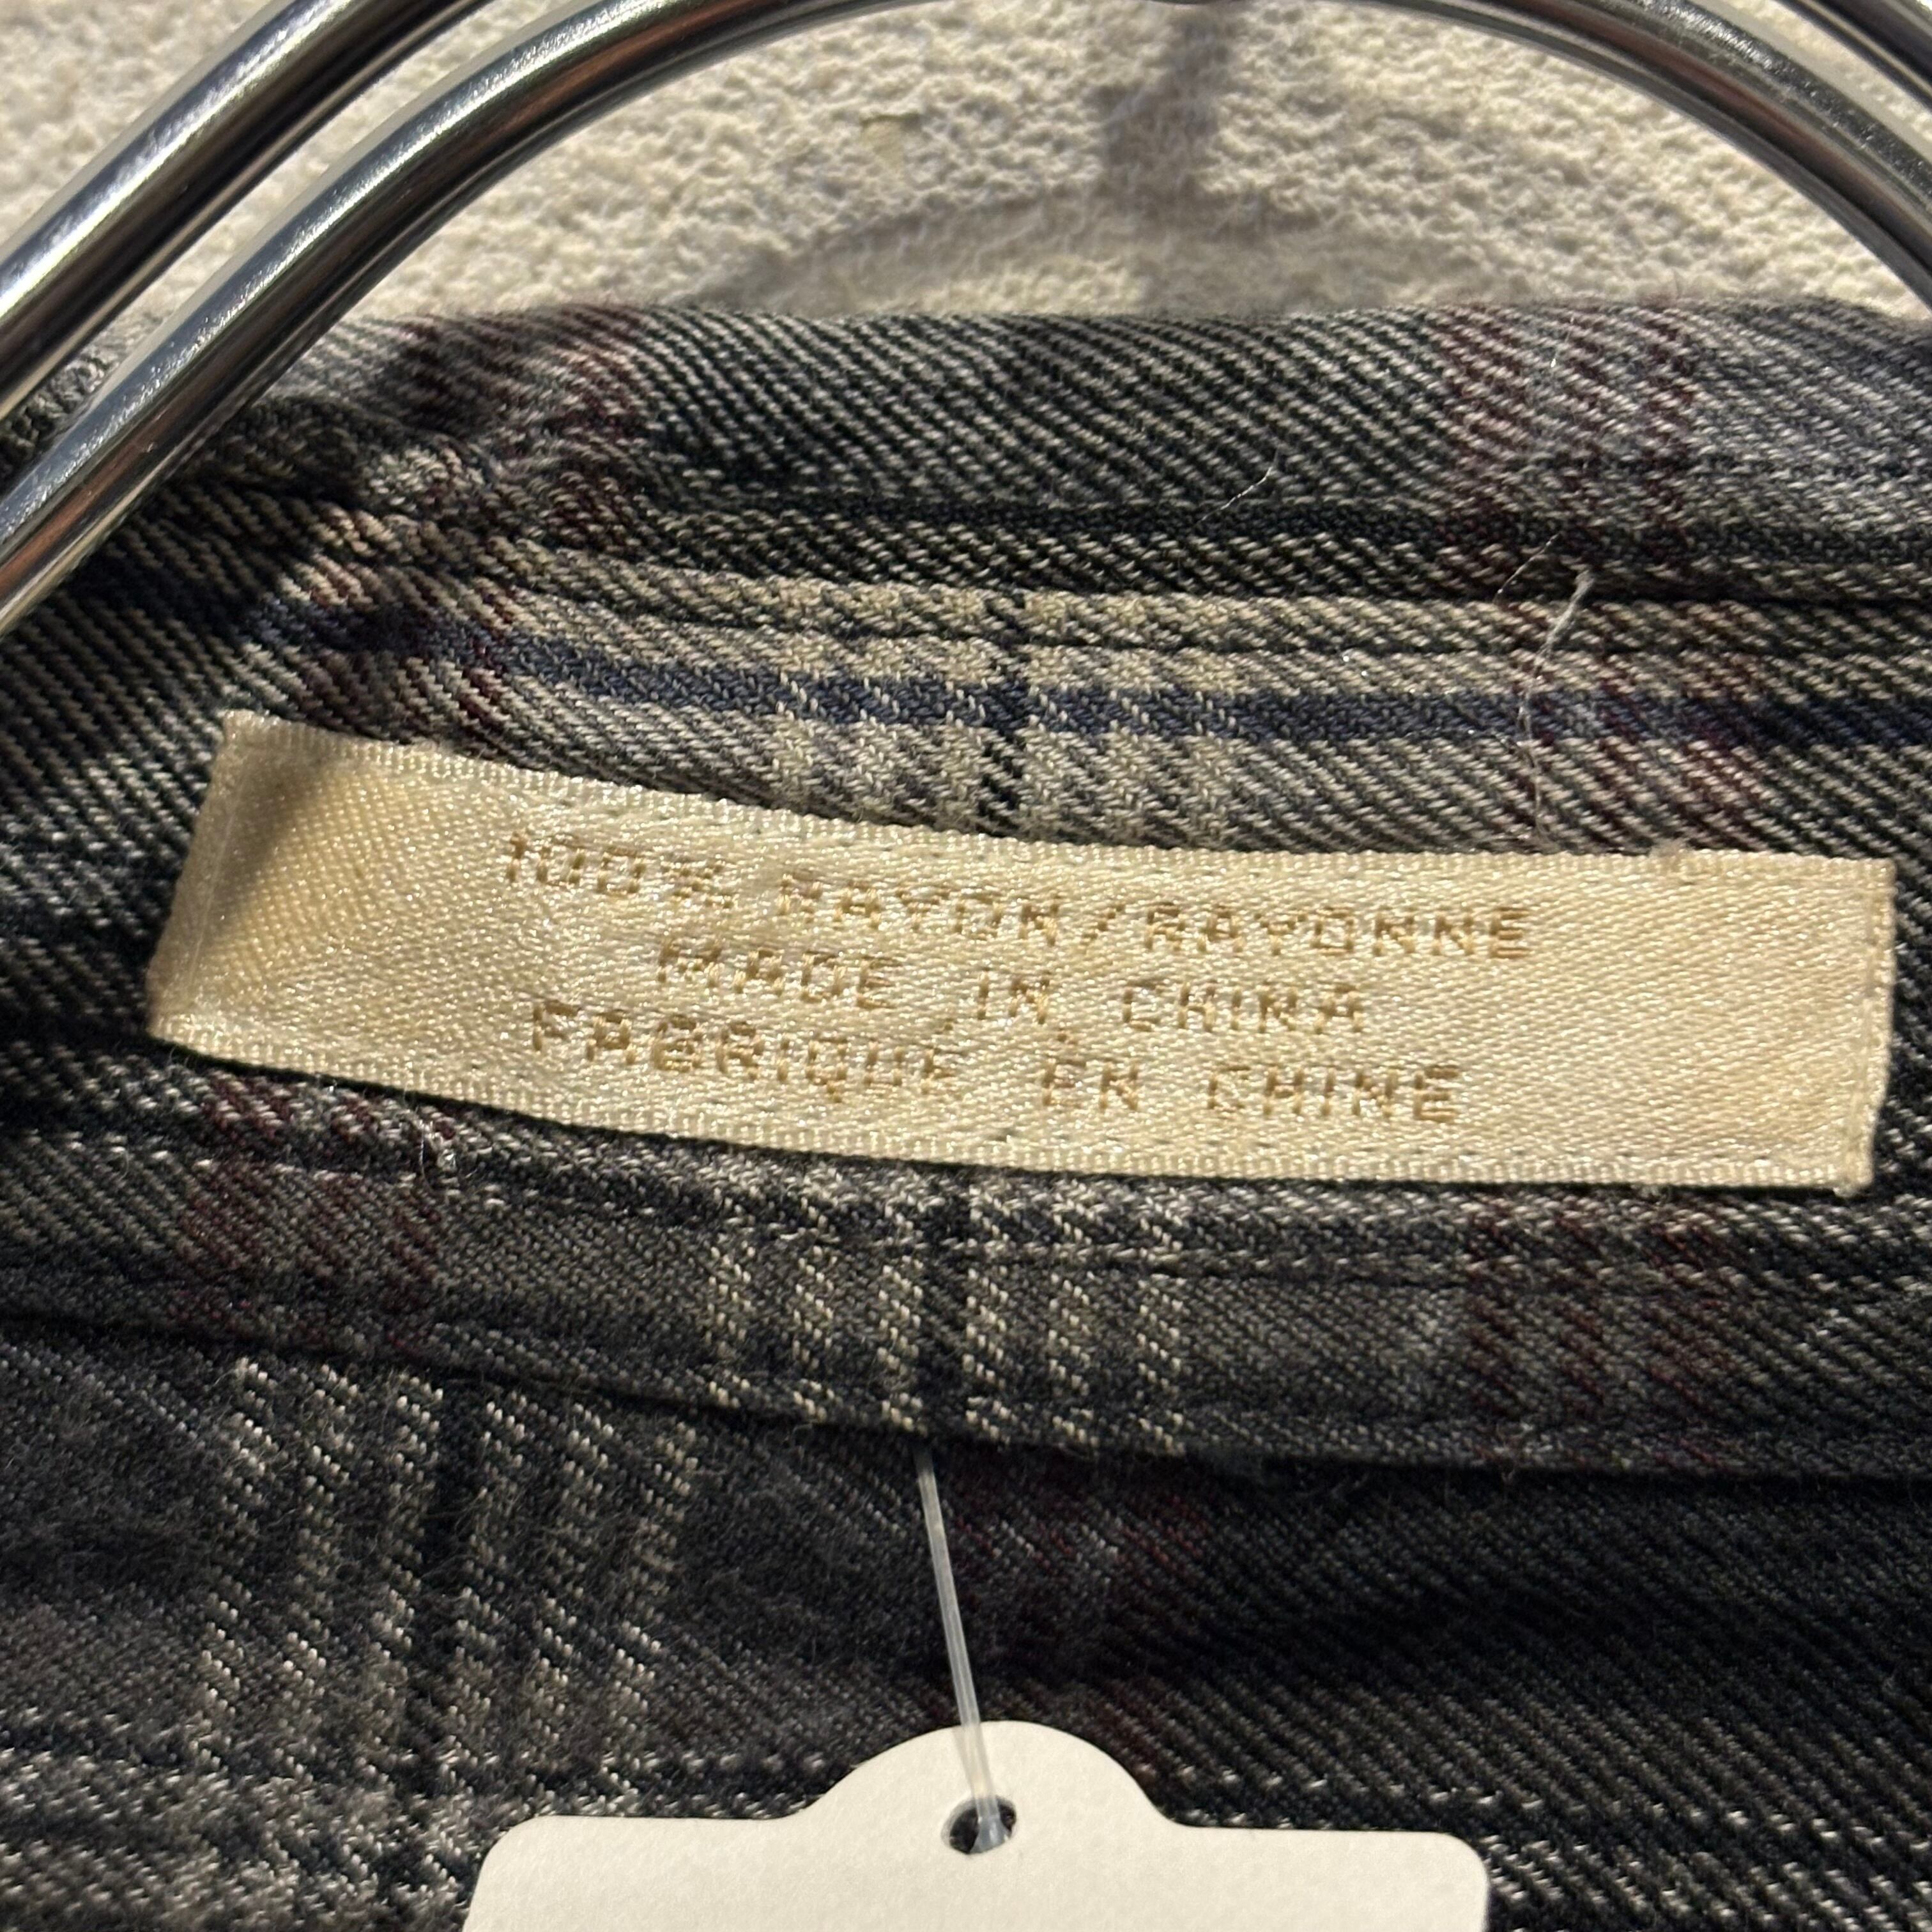 100% RAYON/RAYONNE
MADE IN CHINA
FABRIQUE EN CHINE